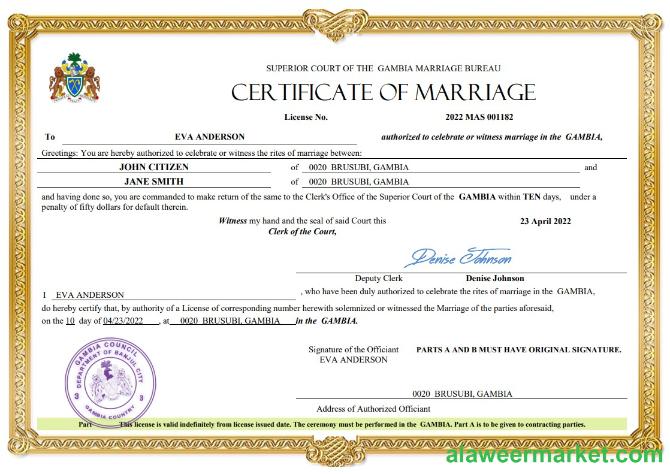 SUPERIOR COURT OF THE GAMBIA MARRIAGE BUREAU
CERTIFICATE OF MARRIAGE
License No. 2022 MAS 001182
To EVA ANDERSON authorized to celebrate or witness marriage in the GAMBIA,
Greetings: You are hereby authorized to celebrate or witness the rites of marriage between:
JOHN CITIZEN of 0020 BRUSUBI, GAMBIA and
JANE SMITH of 0020 BRUSUBI, GAMBIA
and having done so, you are commanded to make return of the same to the Clerk's Office of the Superior Court of the GAMBIA within TEN days, under a
penalty of fifty dollars for default therein.
Witness my hand and the seal of said Court this 23 April 2022
Clerk of the Court,
Denise Johnson
Deputy Clerk Denise Johnson
I EVA ANDERSON , who have been duly authorized to celebrate the rites of marriage in the GAMBIA,
do hereby certify that, by authority of a License of corresponding number herewith solemnized or witnessed the Marriage of the parties aforesaid,
on the 10 day of 04/23/2022 , at 0020 BRUSUBI, GAMBIA in the GAMBIA.
GAMBIA COUNCIL
DEPARTMENT OF BANJUL CITY
GAMBIA COUNTRY
Signature of the Officiant PARTS A AND B MUST HAVE ORIGINAL SIGNATURE.
EVA ANDERSON
0020 BRUSUBI, GAMBIA
Address of Authorized Officiant
Part This license is valid indefinitely from license issued date. The ceremony must be performed in the GAMBIA. Part A is to be given to contracting parties.
alaweermarket.com